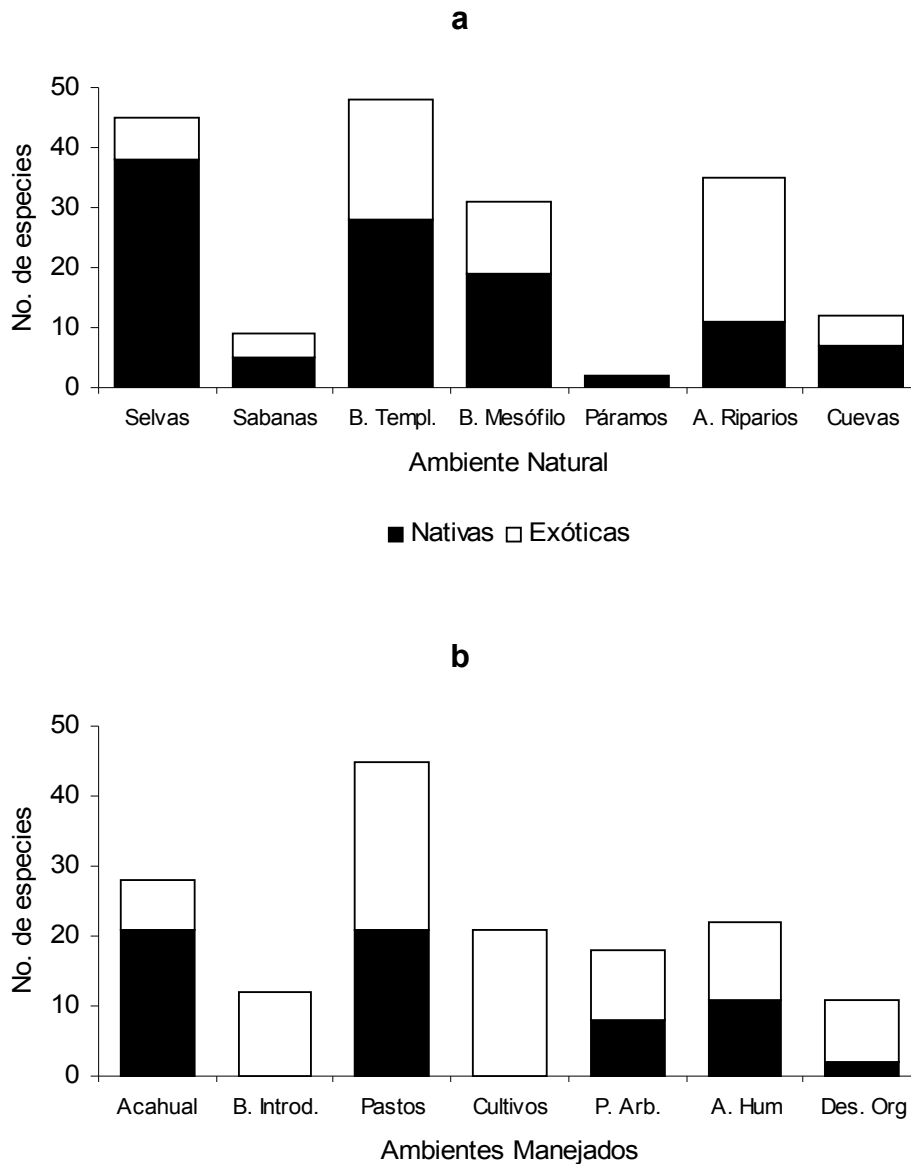 a
No. de especies
50
40
30
20
10
0
Selvas Sabanas B. Templ. B. Mesófilo Páramos A. Riparios Cuevas
Ambiente Natural
Nativas Exóticas
b
No. de especies
50
40
30
20
10
0
Acahual B. Introd. Pastos Cultivos P. Arb. A. Hum Des. Org
Ambientes Manejados